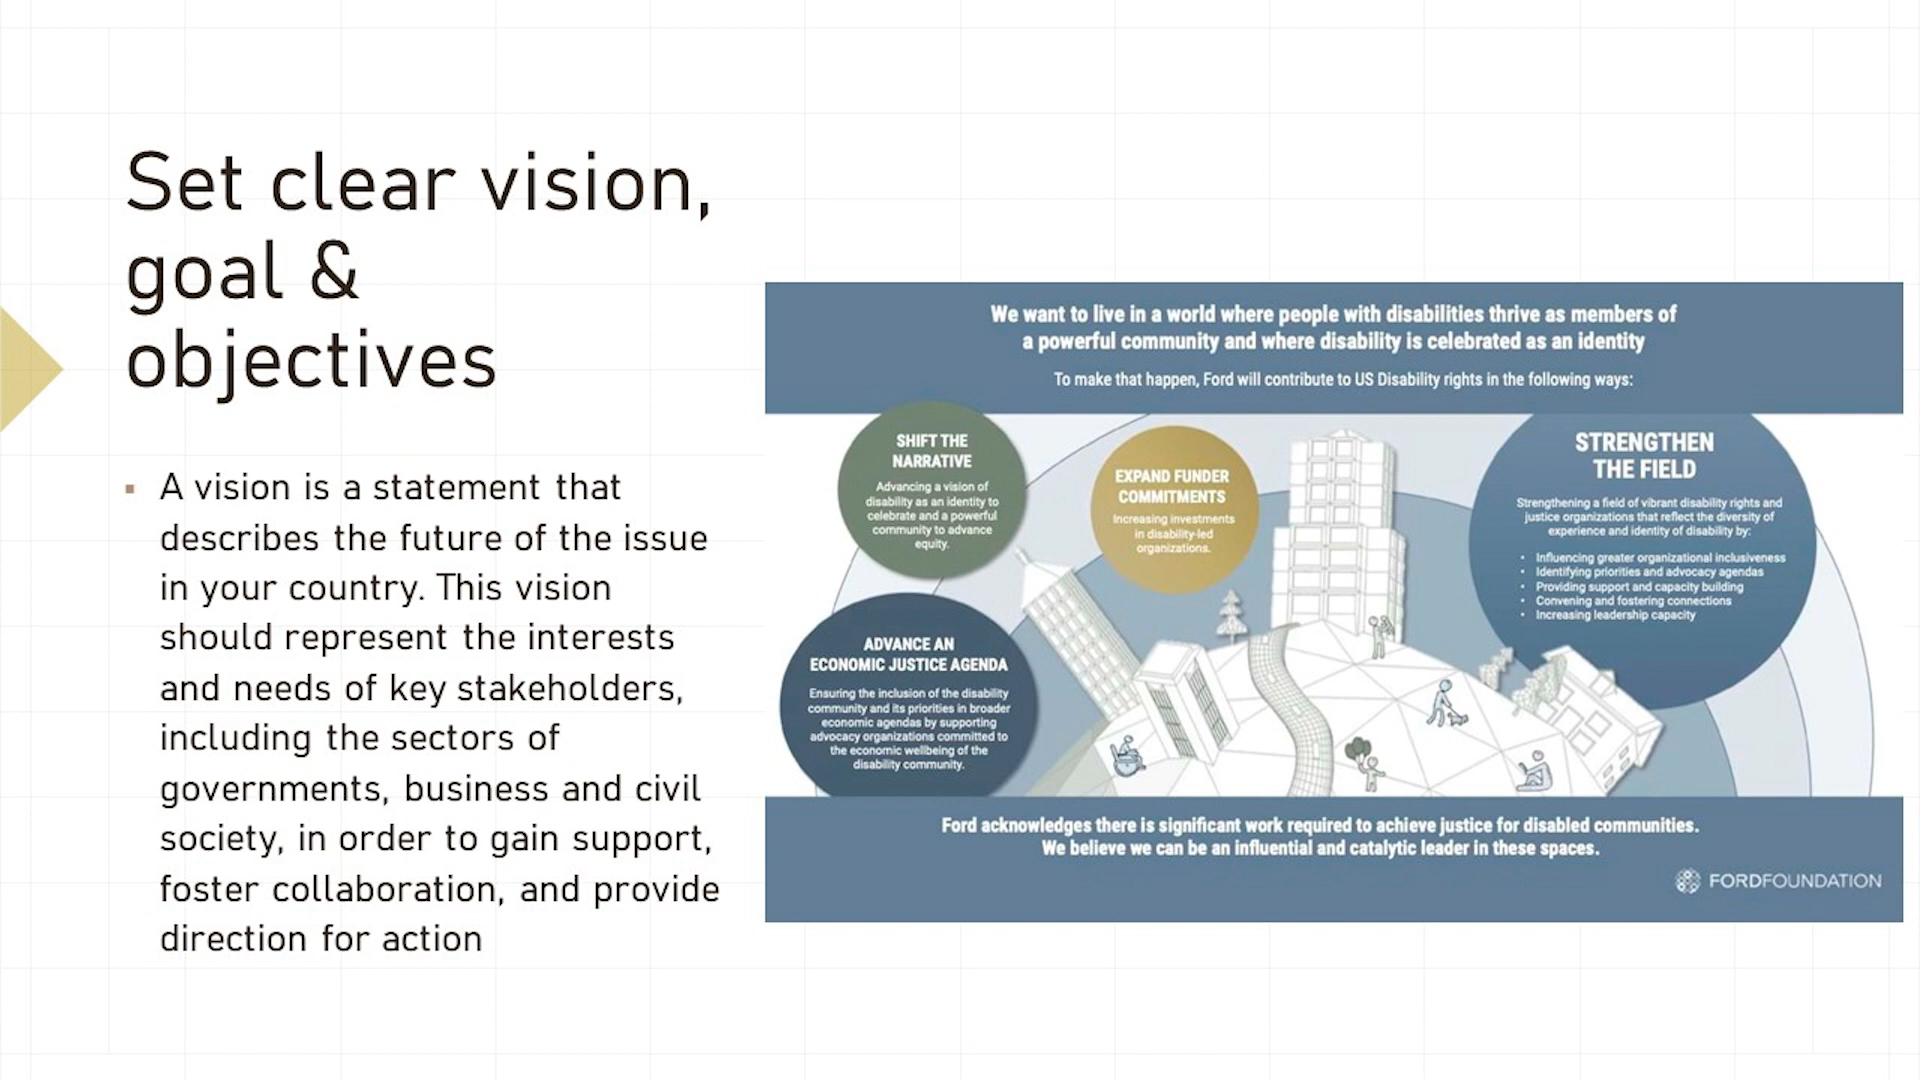 Set clear vision,
goal &
objectives
▪ A vision is a statement that
describes the future of the issue
in your country. This vision
should represent the interests
and needs of key stakeholders,
including the sectors of
governments, business and civil
society, in order to gain support,
foster collaboration, and provide
direction for action
We want to live in a world where people with disabilities thrive as members of
a powerful community and where disability is celebrated as an identity
To make that happen, Ford will contribute to US Disability rights in the following ways:
SHIFT THE
NARRATIVE
Advancing a vision of
disability as an identity to
celebrate and a powerful
community to advance
equity.
EXPAND FUNDER
COMMITMENTS
Increasing investments
in disability-led
organizations.
STRENGTHEN
THE FIELD
Strengthening a field of vibrant disability rights and
justice organizations that reflect the diversity of
experience and identity of disability by:
• Influencing greater organizational inclusiveness
• Identifying priorities and advocacy agendas
• Providing support and capacity building
• Convening and fostering connections
• Increasing leadership capacity
ADVANCE AN
ECONOMIC JUSTICE AGENDA
Ensuring the inclusion of the disability
community and its priorities in broader
economic agendas by supporting
advocacy organizations committed to
the economic wellbeing of the
disability community.
Ford acknowledges there is significant work required to achieve justice for disabled communities.
We believe we can be an influential and catalytic leader in these spaces.
FORDFOUNDATION